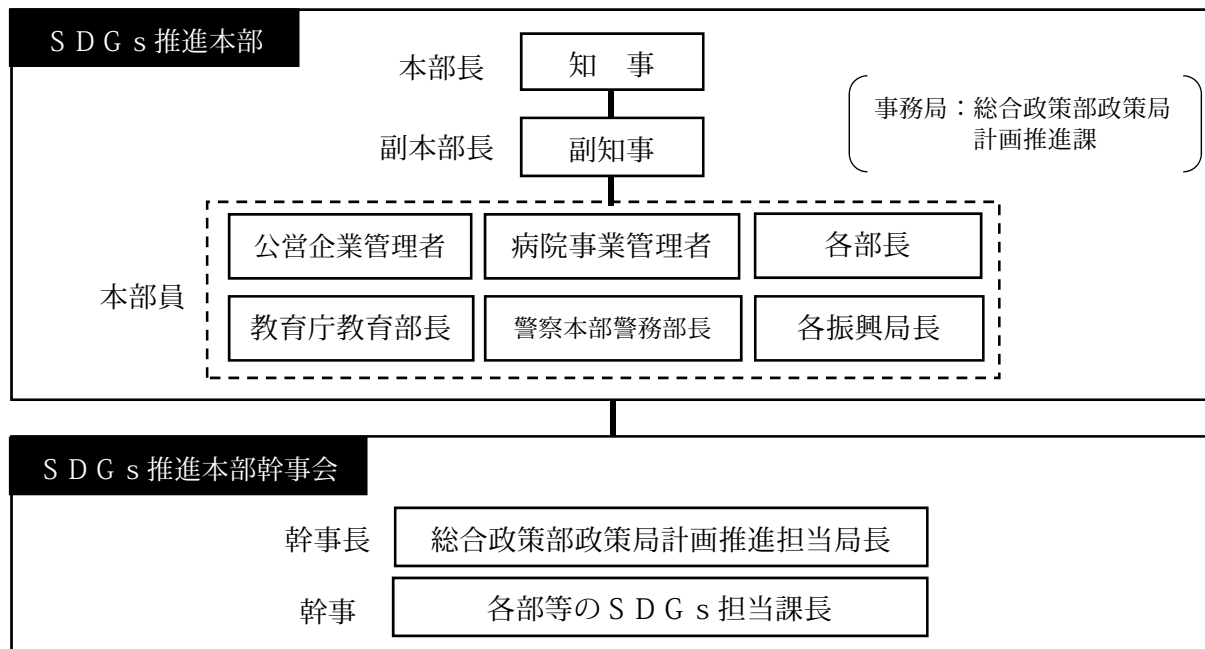 ＳＤＧｓ推進本部
本部長
知　事
事務局：総合政策部政策局
計画推進課
副本部長
副知事
本部員
公営企業管理者
病院事業管理者
各部長
教育庁教育部長
警察本部警務部長
各振興局長
ＳＤＧｓ推進本部幹事会
幹事長
総合政策部政策局計画推進担当局長
幹事
各部等のＳＤＧｓ担当課長